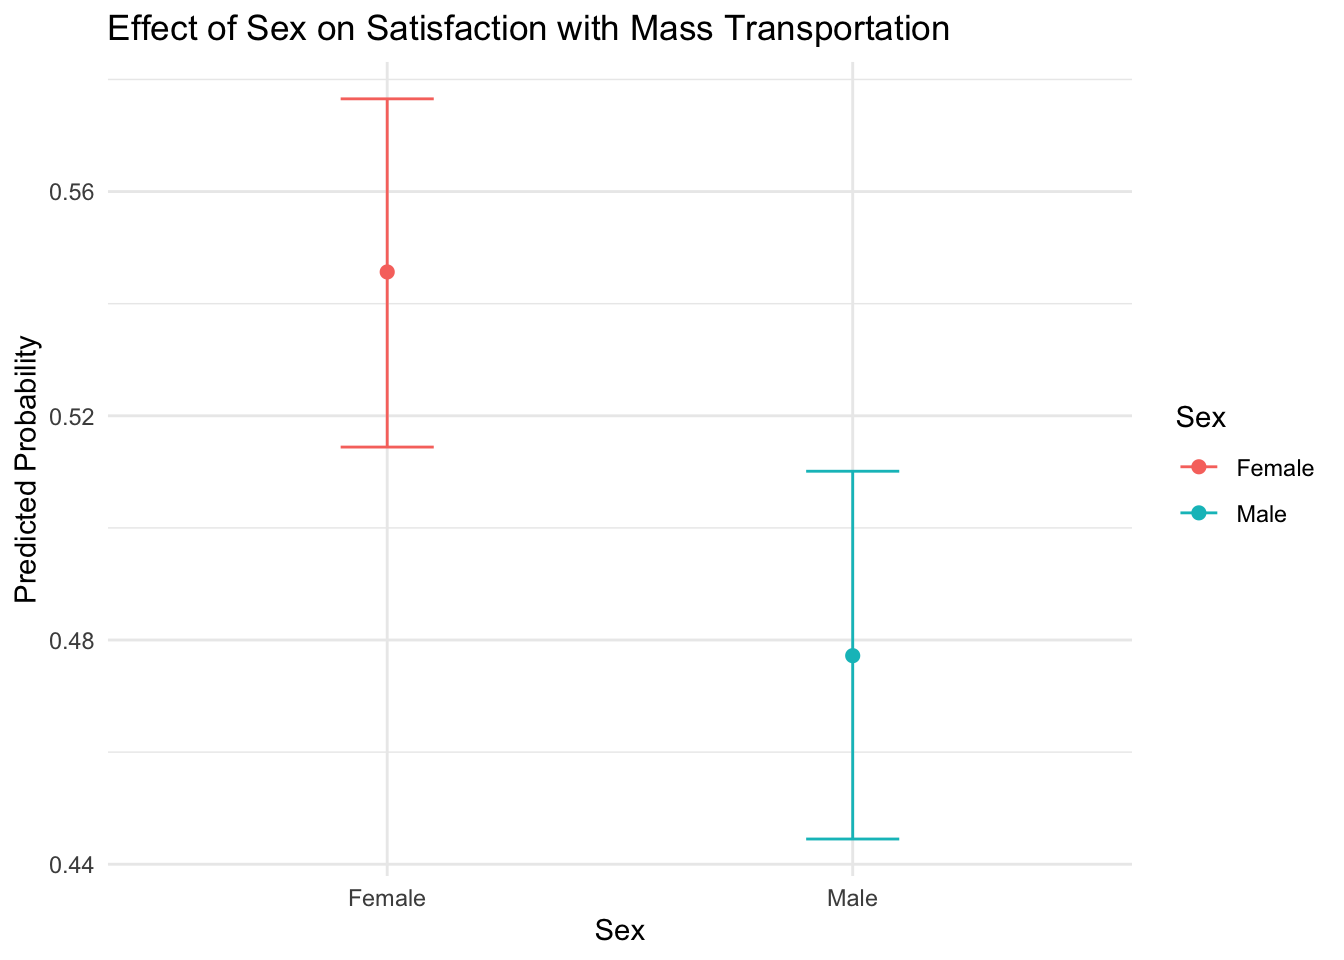 Effect of Sex on Satisfaction with Mass Transportation
Predicted Probability
0.56
0.52
0.48
0.44
Female
Male
Sex
Sex
Female
Male